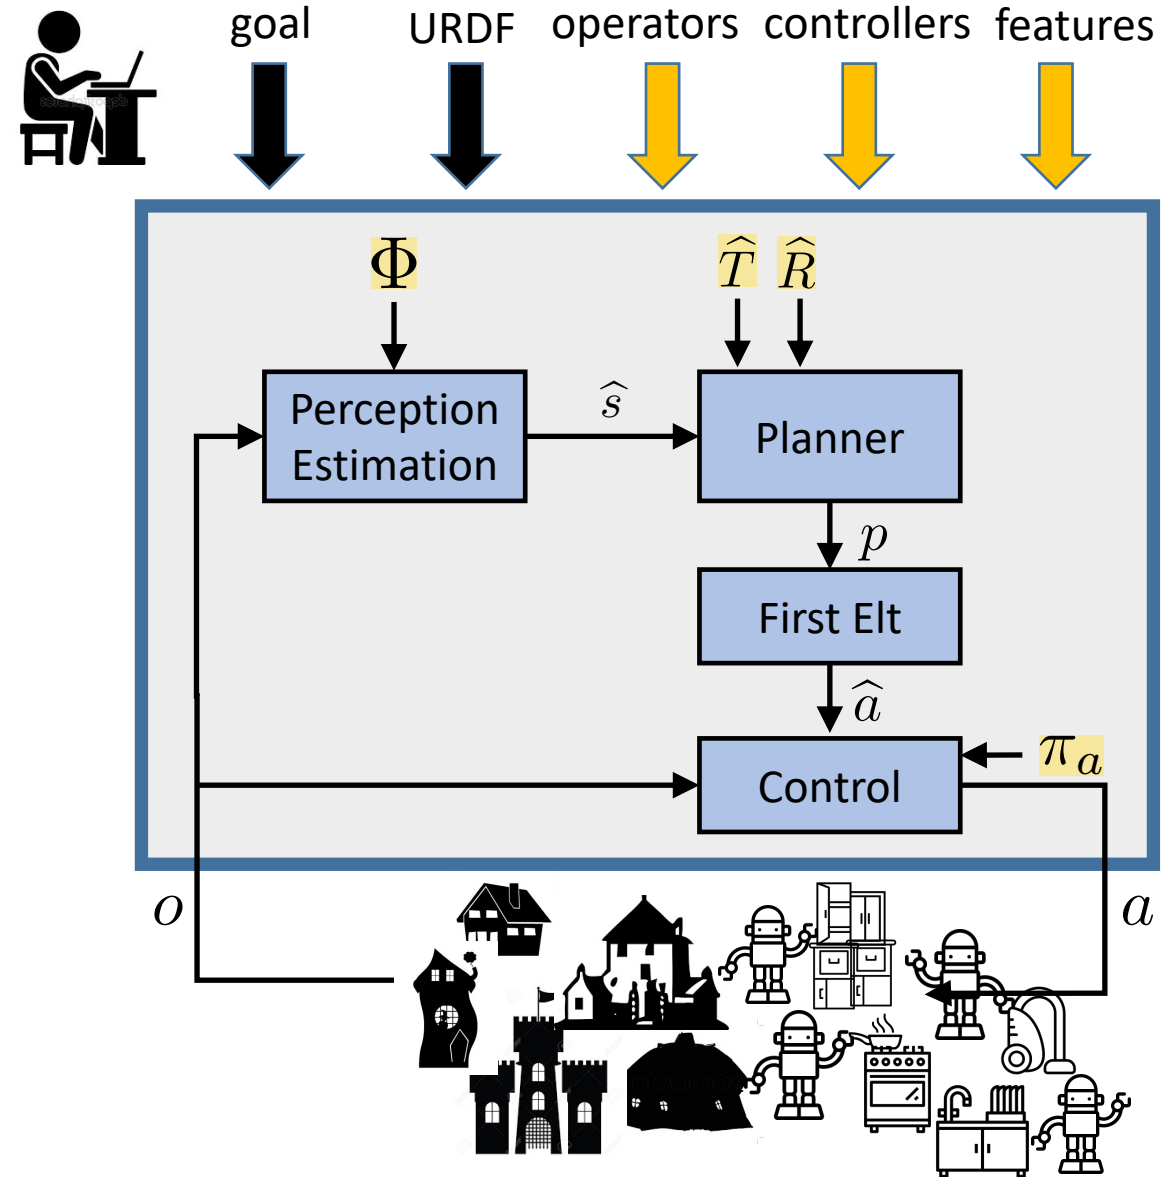 goal URDF operators controllers features
Φ
T̂ R̂
Perception
Estimation
ŝ
Planner
p
First Elt
â
Control
πₐ
o
a